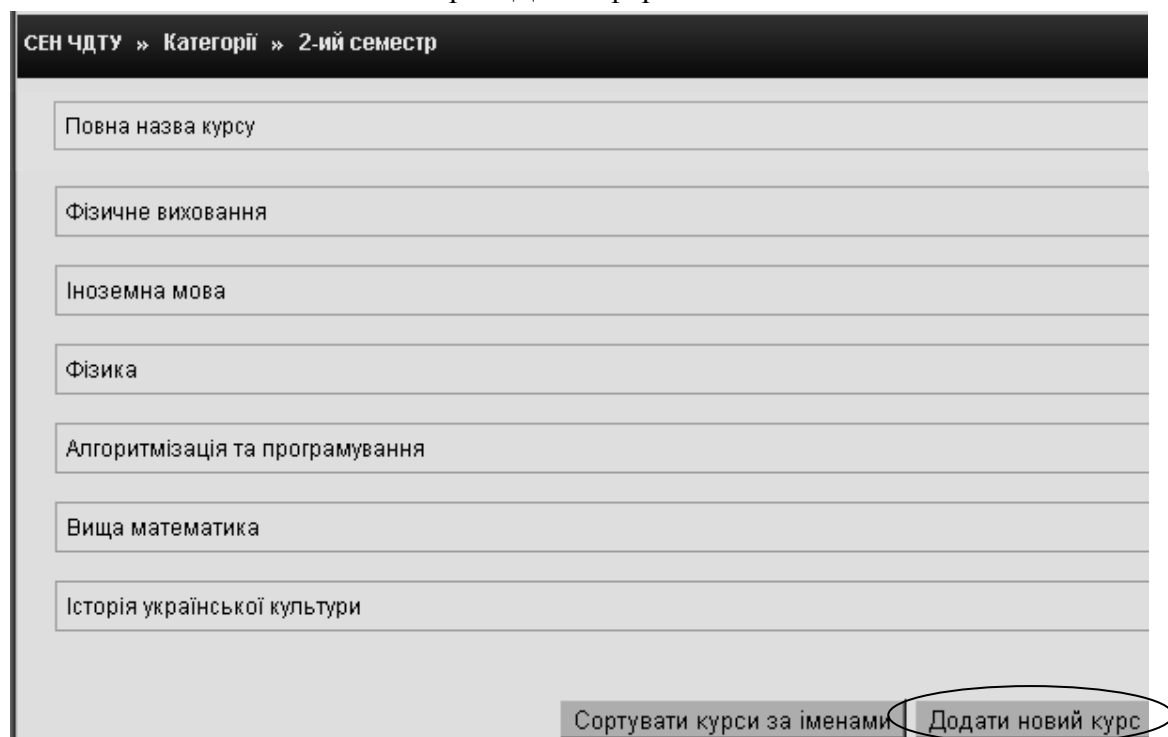 СЕН ЧДТУ » Категорії » 2-ий семестр
Повна назва курсу
Фізичне виховання
Іноземна мова
Фізика
Алгоритмізація та програмування
Вища математика
Історія української культури
Сортувати курси за іменами Додати новий курс